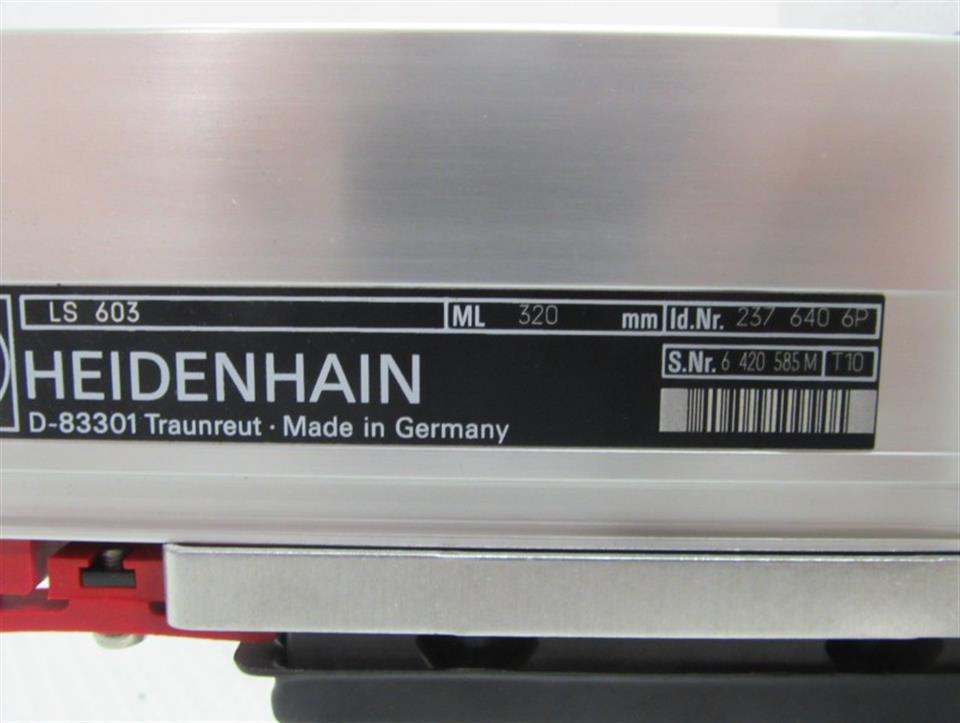 LS 603 ML 320 mm Id.Nr. 237 640 6P
HEIDENHAIN S.Nr. 6 420 585 M T10
D-83301 Traunreut · Made in Germany